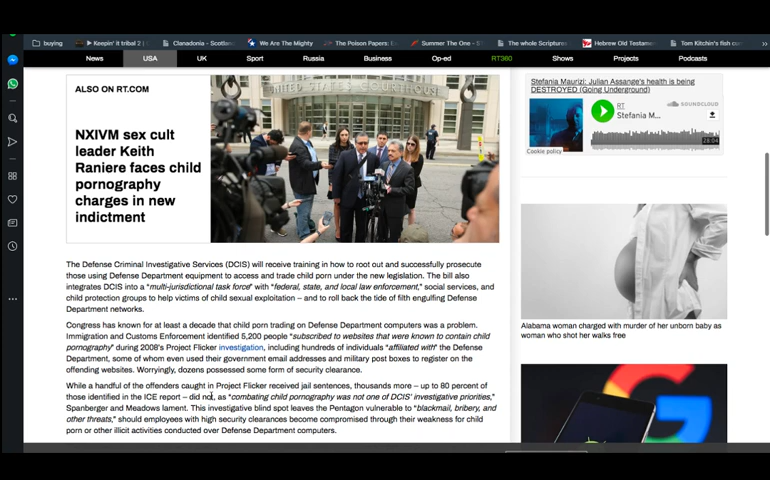 buying
Keepin' it tribal 2
Clanadonia - Scotlan
We Are The Mighty
The Poison Papers: E
Summer The One - S
The whole Scripture
Hebrew Old Testame
Tom Kitchin's fish cu
News
USA
UK
Sport
Russia
Business
Op-ed
RT360
Shows
Projects
Podcasts
ALSO ON RT.COM
NXIVM sex cult
leader Keith
Raniere faces child
pornography
charges in new
indictment
The Defense Criminal Investigative Services (DCIS) will receive training in how to root out and successfully prosecute
those using Defense Department equipment to access and trade child porn under the new legislation. The bill also
integrates DCIS into a "multi-jurisdictional task force" with "federal, state, and local law enforcement," social services, and
child protection groups to help victims of child sexual exploitation – and to roll back the tide of filth engulfing Defense
Department networks.
Congress has known for at least a decade that child porn trading on Defense Department computers was a problem.
Immigration and Customs Enforcement identified 5,200 people "subscribed to websites that were known to contain child
pornography" during 2008's Project Flicker investigation, including hundreds of individuals "affiliated with" the Defense
Department, some of whom even used their government email addresses and military post boxes to register on the
offending websites. Worryingly, dozens possessed some form of security clearance.
While a handful of the offenders caught in Project Flicker received jail sentences, thousands more – up to 80 percent of
those identified in the ICE report – did not, as "combating child pornography was not one of DCIS' investigative priorities,"
Spanberger and Meadows lament. This investigative blind spot leaves the Pentagon vulnerable to "blackmail, bribery, and
other threats," should employees with high security clearances become compromised through their weakness for child
porn or other illicit activities conducted over Defense Department computers.
Stefania Maurizi: Julian Assange's health is being
DESTROYED (Going Underground)
RT
Stefania M...
SOUNDCLOUD
Cookie policy
28:04
Alabama woman charged with murder of her unborn baby as
woman who shot her walks free